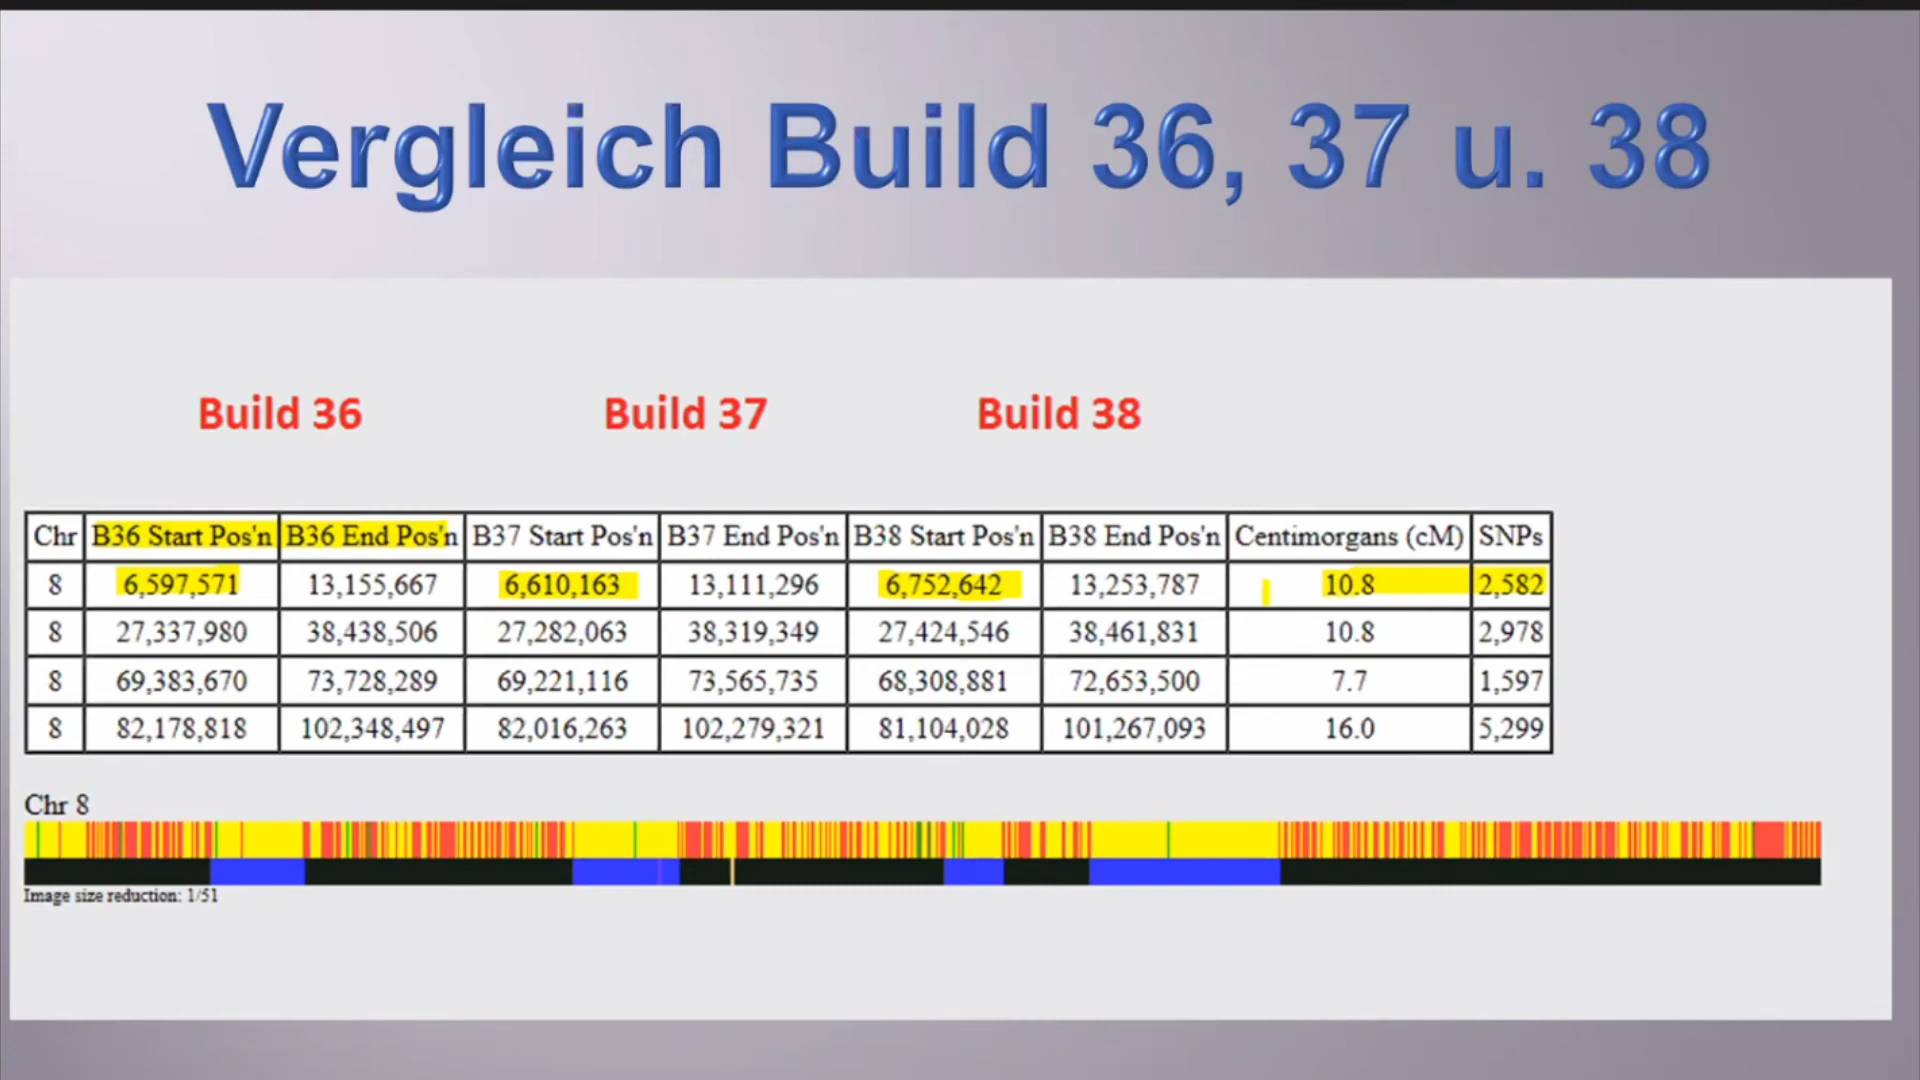 Vergleich Build 36, 37 u. 38
Build 36 Build 37 Build 38
Chr B36 Start Pos'n B36 End Pos'n B37 Start Pos'n B37 End Pos'n B38 Start Pos'n B38 End Pos'n Centimorgans (cM) SNPs
8 6,597,571 13,155,667 6,610,163 13,111,296 6,752,642 13,253,787 10.8 2,582
8 27,337,980 38,438,506 27,282,063 38,319,349 27,424,546 38,461,831 10.8 2,978
8 69,383,670 73,728,289 69,221,116 73,565,735 68,308,881 72,653,500 7.7 1,597
8 82,178,818 102,348,497 82,016,263 102,279,321 81,104,028 101,267,093 16.0 5,299
Chr 8
Image size reduction: 1/51